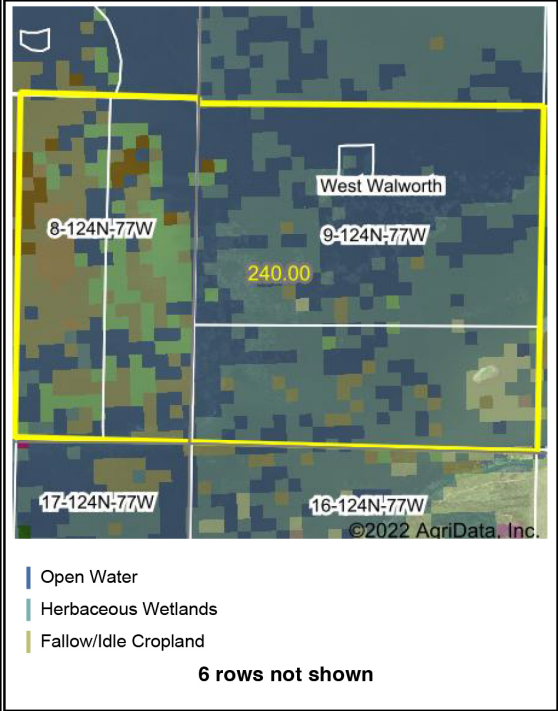 West Walworth
8-124N-77W
9-124N-77W
240.00
17-124N-77W
16-124N-77W
©2022 AgriData, Inc.
Open Water
Herbaceous Wetlands
Fallow/Idle Cropland
6 rows not shown